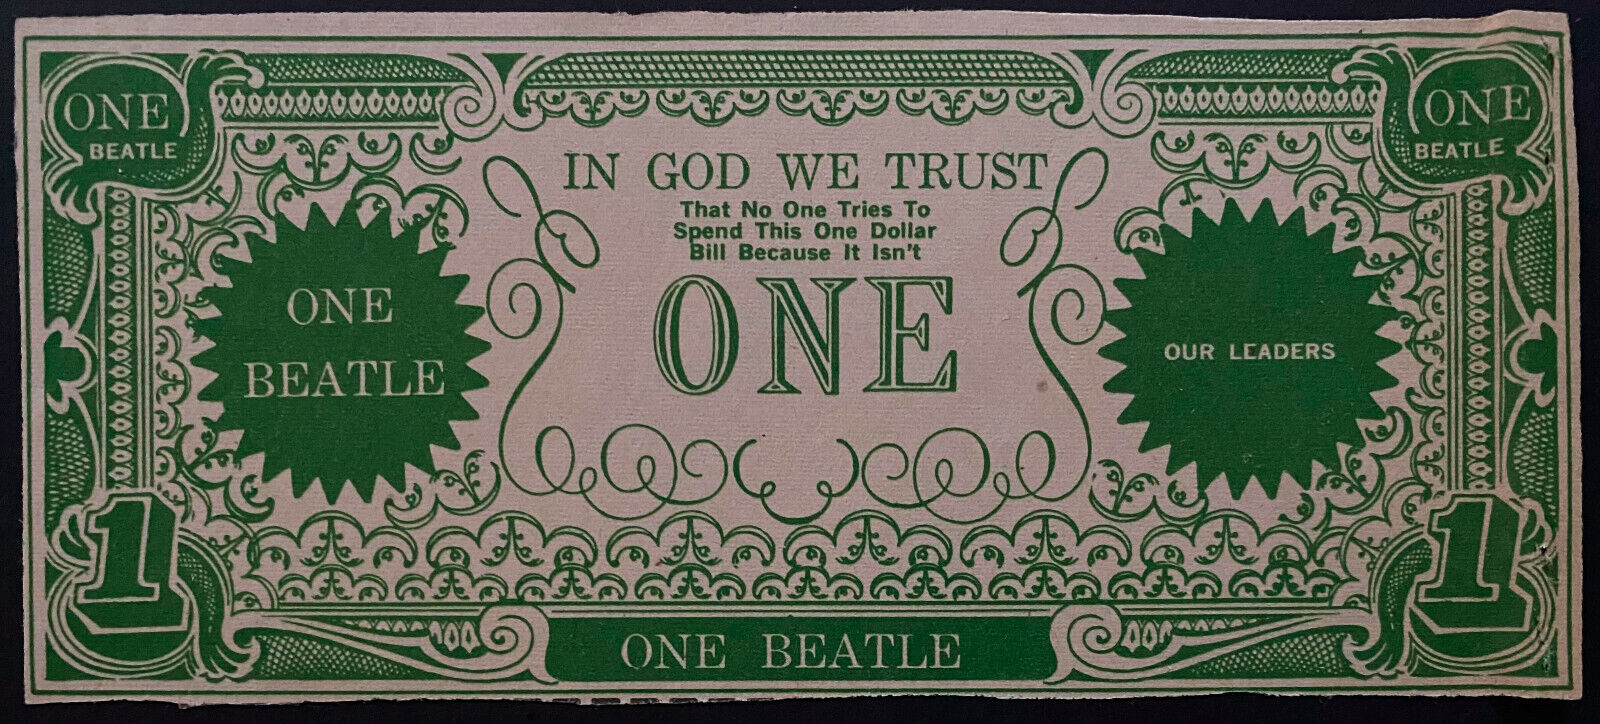 ONE
BEATLE
ONE
BEATLE
IN GOD WE TRUST
That No One Tries To
Spend This One Dollar
Bill Because It Isn't
ONE
ONE
BEATLE
OUR LEADERS
1
1
ONE BEATLE